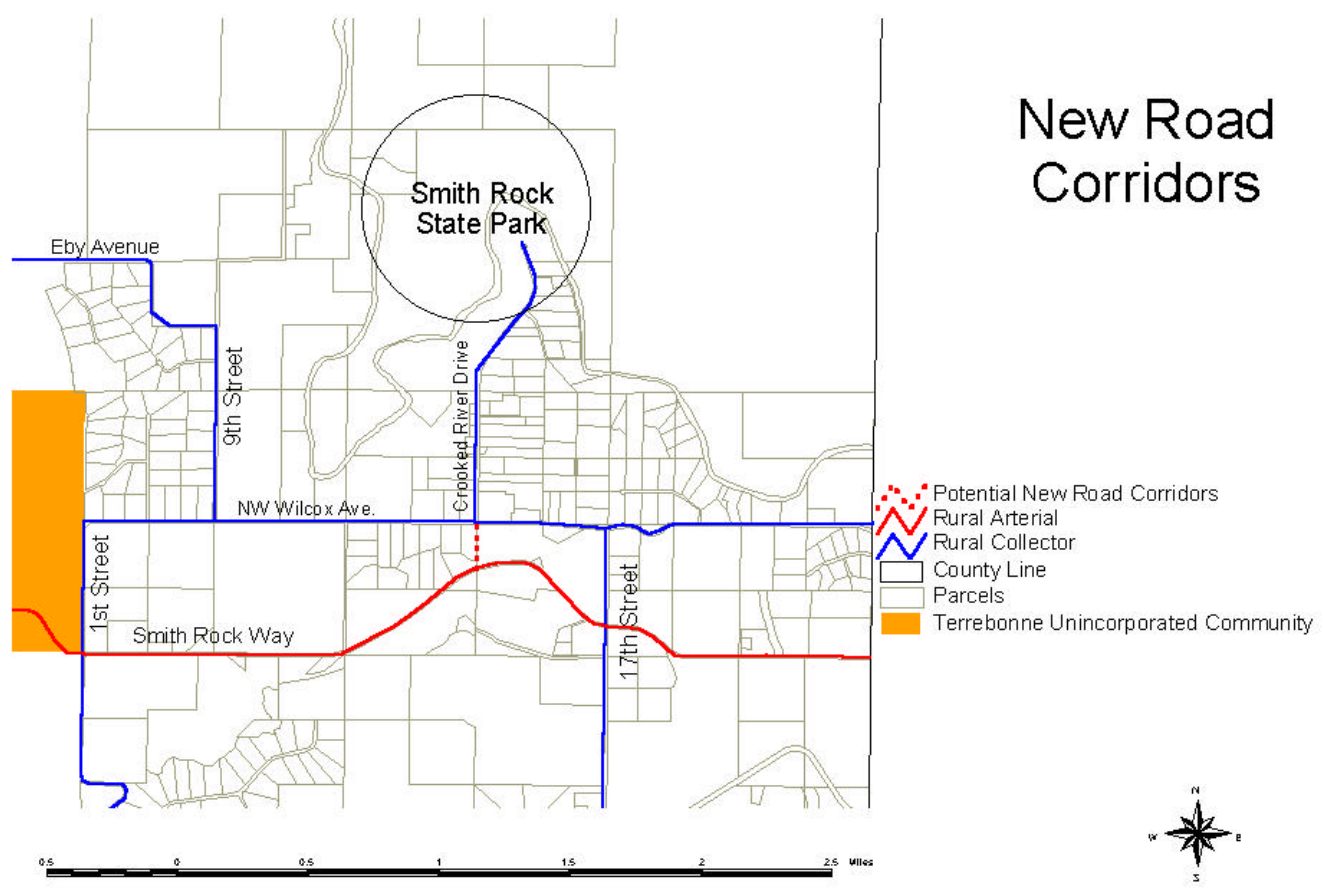 New Road
Corridors
Smith Rock
State Park
Eby Avenue
9th Street
Crooked River Drive
NW Wilcox Ave.
1st Street
Smith Rock Way
17th Street
Potential New Road Corridors
Rural Arterial
Rural Collector
County Line
Parcels
Terrebonne Unincorporated Community
N
W E
S
0.5 0 0.5 1 1.5 2 2.5 Miles